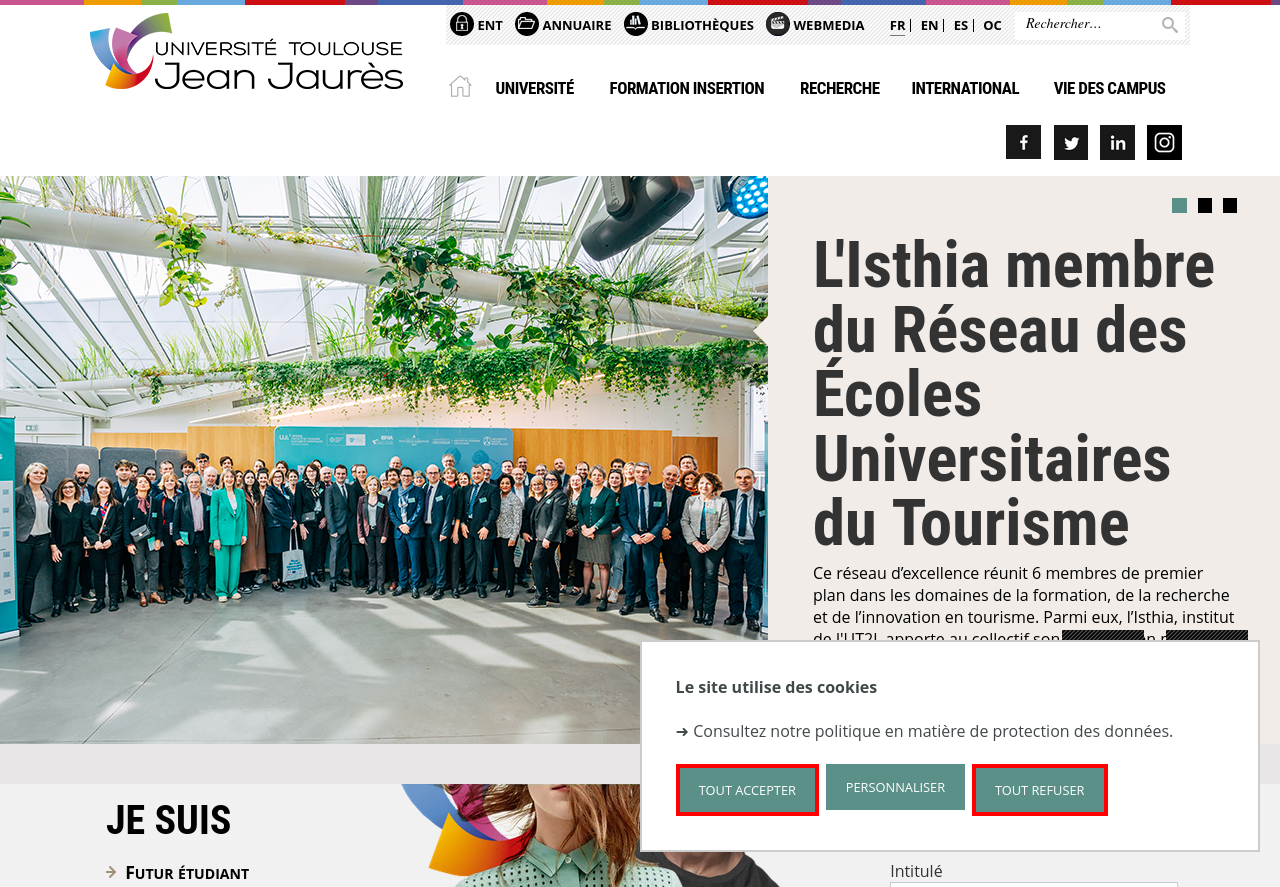 UNIVERSITÉ TOULOUSE
Jean Jaurès
ENT ANNUAIRE BIBLIOTHÈQUES WEBMEDIA FR EN ES OC Rechercher...
UNIVERSITÉ FORMATION INSERTION RECHERCHE INTERNATIONAL VIE DES CAMPUS
L'Isthia membre
du Réseau des
Écoles
Universitaires
du Tourisme
Ce réseau d’excellence réunit 6 membres de premier
plan dans les domaines de la formation, de la recherche
et de l’innovation en tourisme. Parmi eux, l’Isthia, institut
de l'UT2J, apporte au collectif son
Le site utilise des cookies
➜ Consultez notre politique en matière de protection des données.
TOUT ACCEPTER PERSONNALISER TOUT REFUSER
JE SUIS
FUTUR ÉTUDIANT
Intitulé